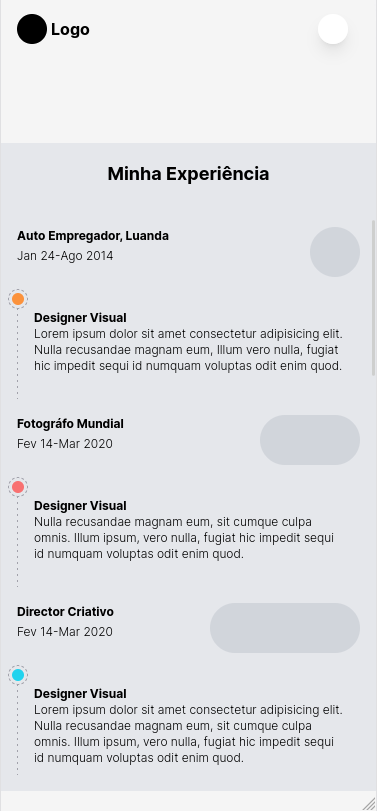 Logo
Minha Experiência
Auto Empregador, Luanda
Jan 24-Ago 2014
Designer Visual
Lorem ipsum dolor sit amet consectetur adipisicing elit.
Nulla recusandae magnam eum, Illum vero nulla, fugiat
hic impedit sequi id numquam voluptas odit enim quod.
Fotográfo Mundial
Fev 14-Mar 2020
Designer Visual
Nulla recusandae magnam eum, sit cumque culpa
omnis. Illum ipsum, vero nulla, fugiat hic impedit sequi
id numquam voluptas odit enim quod.
Director Criativo
Fev 14-Mar 2020
Designer Visual
Lorem ipsum dolor sit amet consectetur adipisicing elit.
Nulla recusandae magnam eum, sit cumque culpa
omnis. Illum ipsum, vero nulla, fugiat hic impedit sequi
id numquam voluptas odit enim quod.